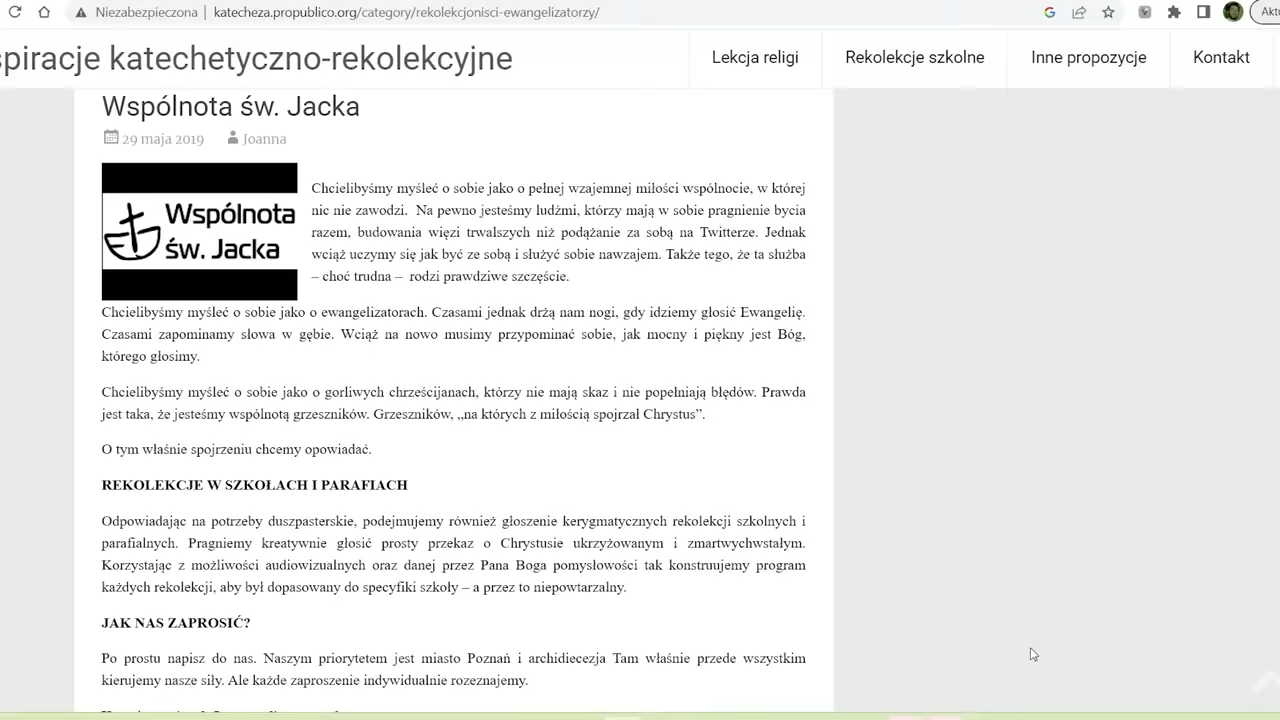 Niezabezpieczona | katecheza.propublico.org/category/rekolekcjonisci-ewangelizatorzy/
Aktu
spiracje katechetyczno-rekolekcyjne
Lekcja religi
Rekolekcje szkolne
Inne propozycje
Kontakt
Wspólnota św. Jacka
29 maja 2019 Joanna
Wspólnota
św. Jacka
Chcielibyśmy myśleć o sobie jako o pełnej wzajemnej miłości wspólnocie, w której
nic nie zawodzi. Na pewno jesteśmy ludźmi, którzy mają w sobie pragnienie bycia
razem, budowania więzi trwalszych niż podążanie za sobą na Twitterze. Jednak
wciąż uczymy się jak być ze sobą i służyć sobie nawzajem. Także tego, że ta służba
– choć trudna – rodzi prawdziwe szczęście.
Chcielibyśmy myśleć o sobie jako o ewangelizatorach. Czasami jednak drżą nam nogi, gdy idziemy głosić Ewangelię.
Czasami zapominamy słowa w gębie. Wciąż na nowo musimy przypominać sobie, jak mocny i piękny jest Bóg,
którego głosimy.
Chcielibyśmy myśleć o sobie jako o gorliwych chrześcijanach, którzy nie mają skaz i nie popełniają błędów. Prawda
jest taka, że jesteśmy wspólnotą grzeszników. Grzeszników, „na których z miłością spojrzał Chrystus”.
O tym właśnie spojrzeniu chcemy opowiadać.
REKOLEKCJE W SZKOŁACH I PARAFIACH
Odpowiadając na potrzeby duszpasterskie, podejmujemy również głoszenie kerygmatycznych rekolekcji szkolnych i
parafialnych. Pragniemy kreatywnie głosić prosty przekaz o Chrystusie ukrzyżowanym i zmartwychwstałym.
Korzystając z możliwości audiowizualnych oraz danej przez Pana Boga pomysłowości tak konstruujemy program
każdych rekolekcji, aby był dopasowany do specyfiki szkoły – a przez to niepowtarzalny.
JAK NAS ZAPROSIĆ?
Po prostu napisz do nas. Naszym priorytetem jest miasto Poznań i archidiecezja Tam właśnie przede wszystkim
kierujemy nasze siły. Ale każde zaproszenie indywidualnie rozeznajemy.